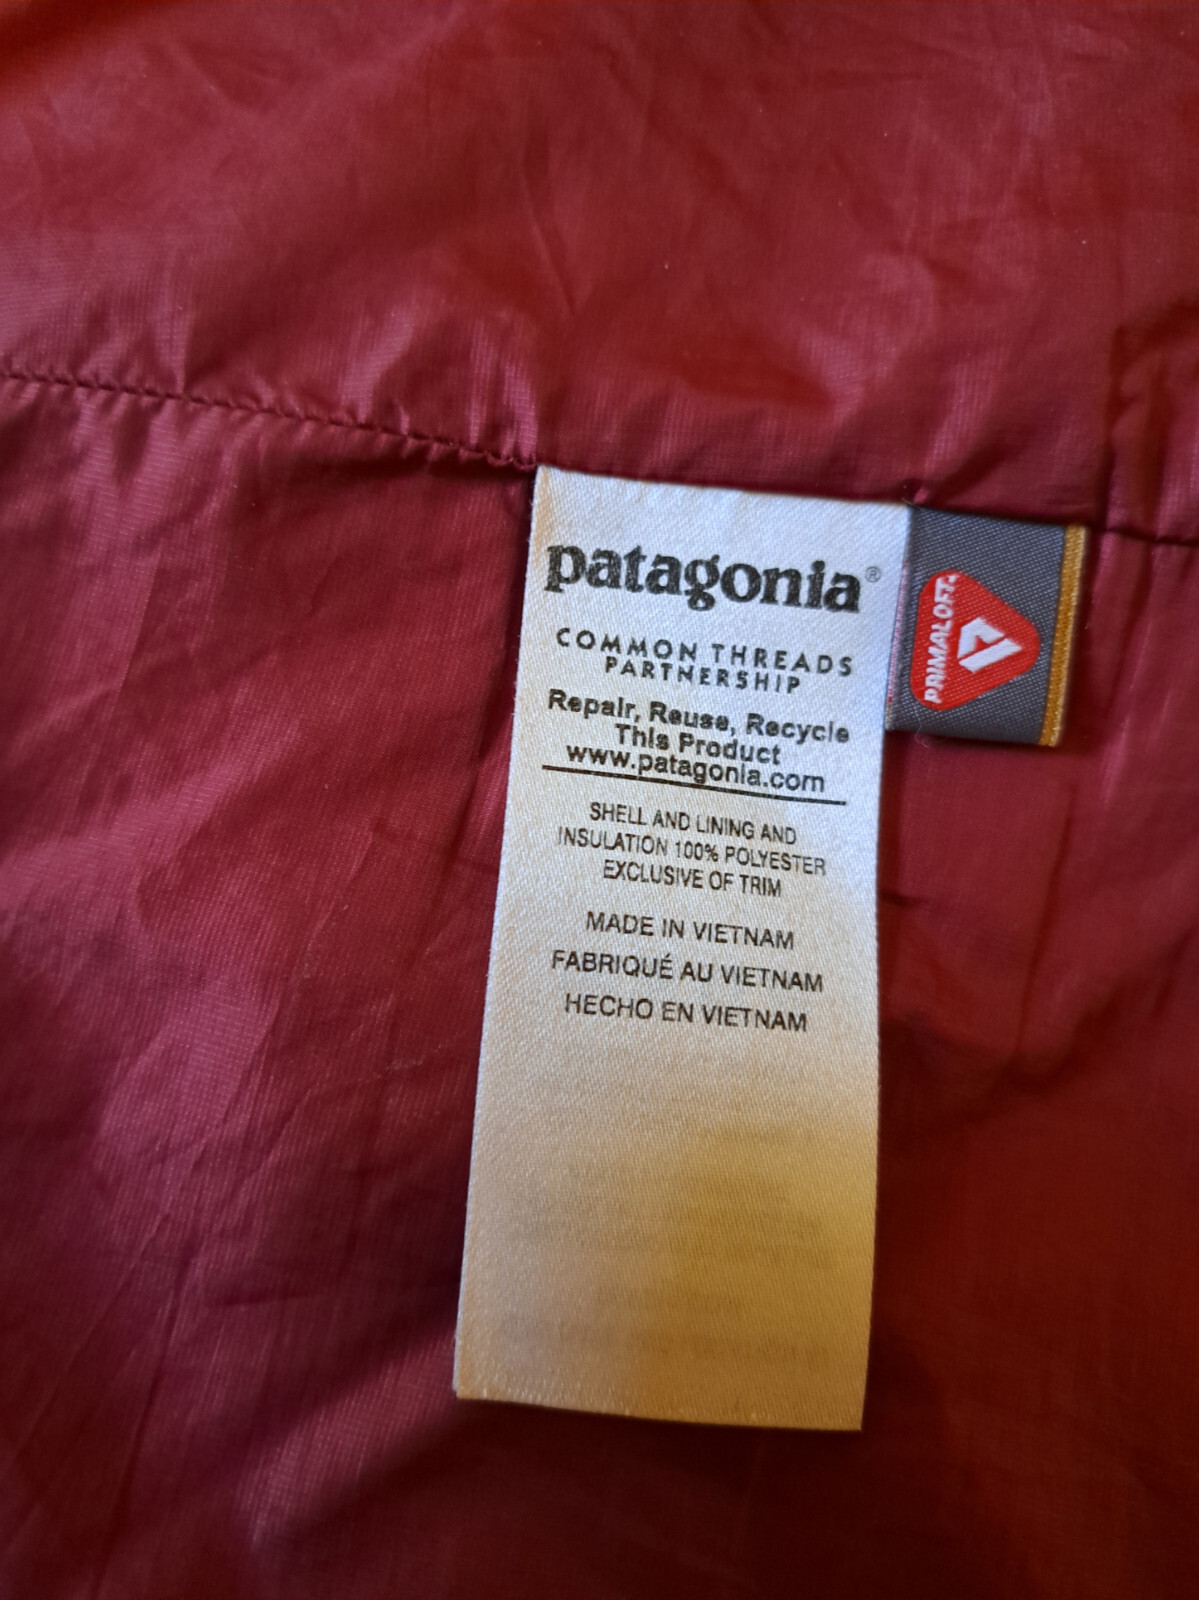 patagonia®
COMMON THREADS
PARTNERSHIP
Repair, Reuse, Recycle
This Product
www.patagonia.com
SHELL AND LINING AND
INSULATION 100% POLYESTER
EXCLUSIVE OF TRIM
MADE IN VIETNAM
FABRIQUÉ AU VIETNAM
HECHO EN VIETNAM
PRIMALOFT